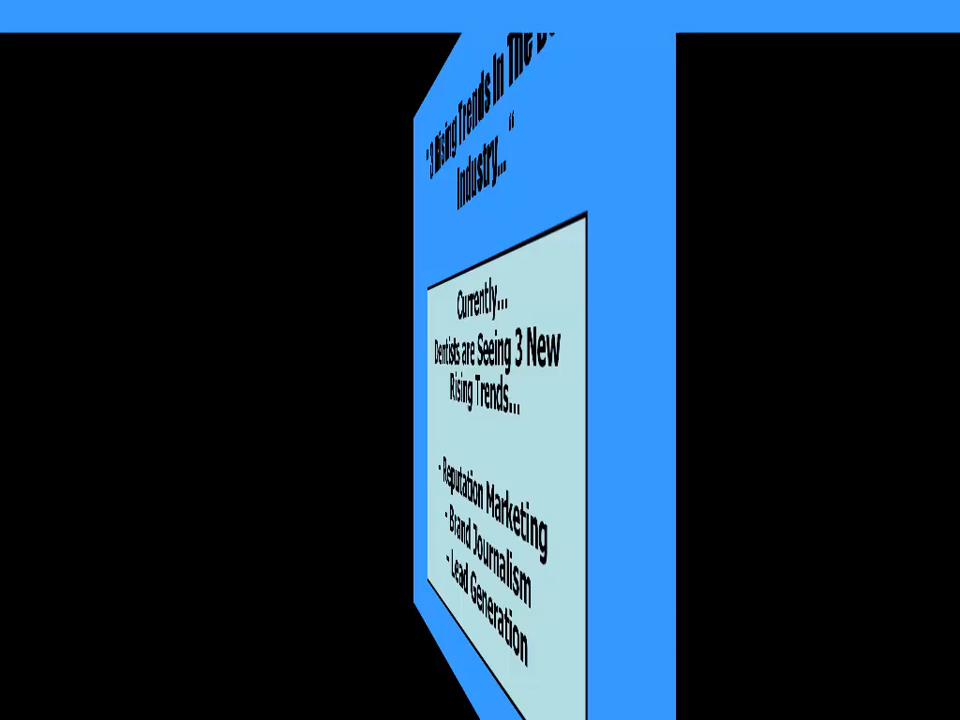 "3 Rising Trends In The
Industry... “
Currently...
Dentists are Seeing 3 New
Rising Trends...
- Reputation Marketing
- Brand Journalism
- Lead Generation